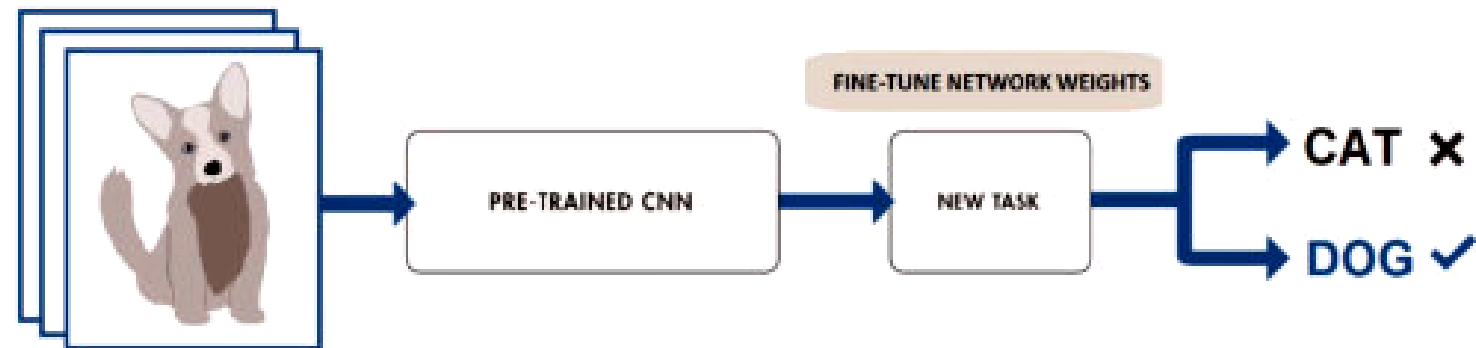 FINE-TUNE NETWORK WEIGHTS
PRE-TRAINED CNN
NEW TASK
CAT
DOG